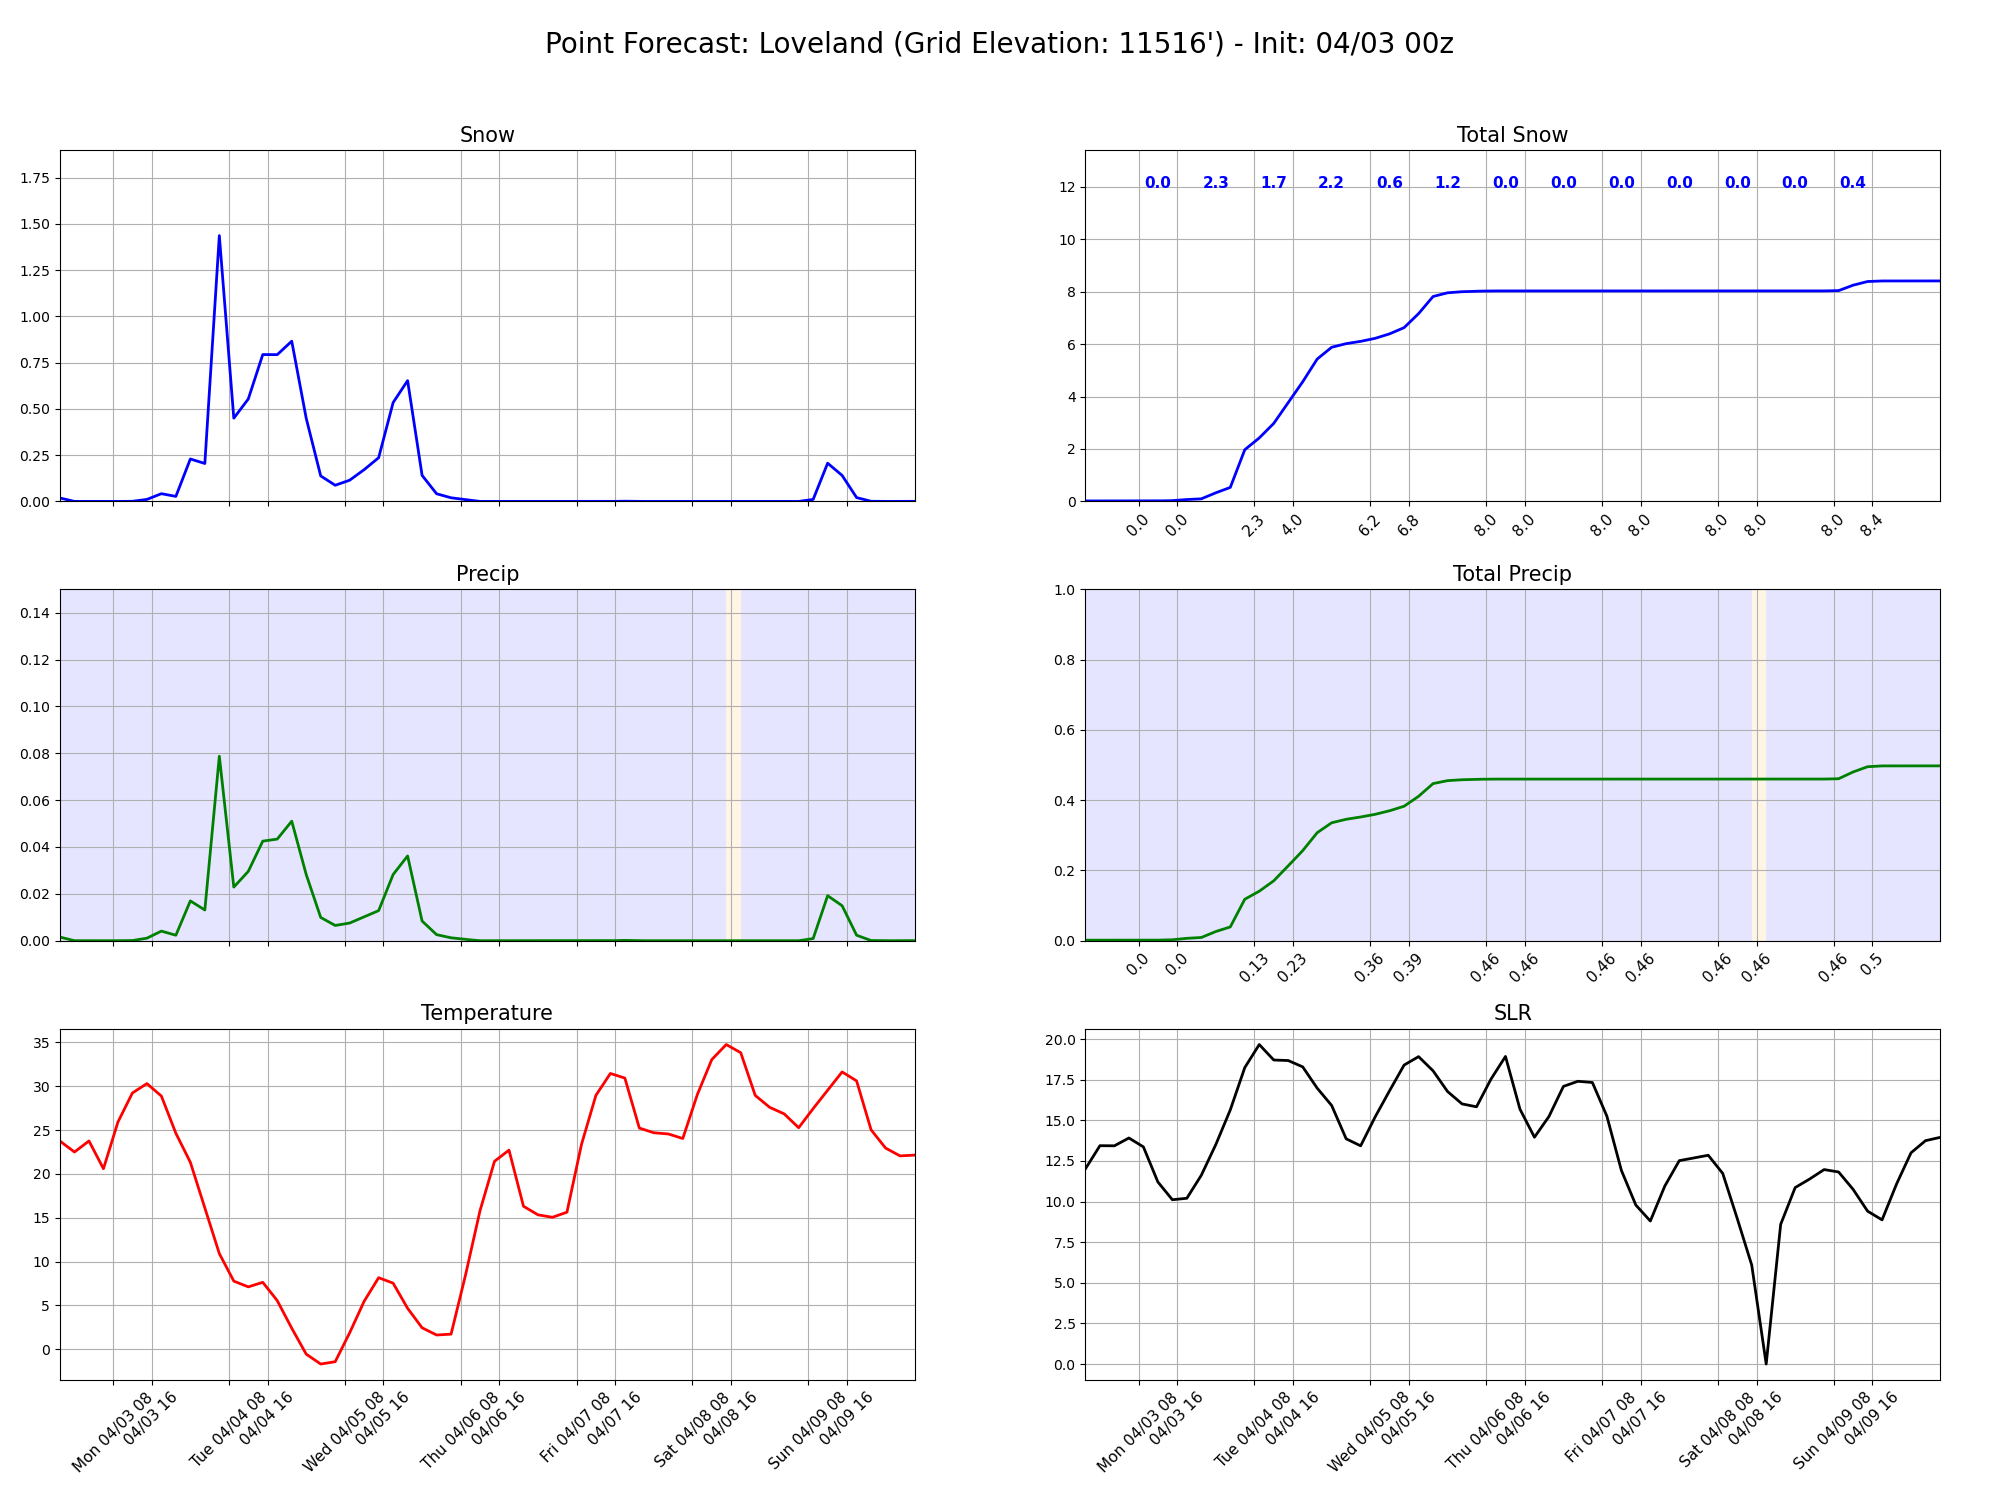 Point Forecast: Loveland (Grid Elevation: 11516') - Init: 04/03 00z
Snow
1.75
1.50
1.25
1.00
0.75
0.50
0.25
0.00
Total Snow
12
10
8
6
4
2
0
0.0 2.3 1.7 2.2 0.6 1.2 0.0 0.0 0.0 0.0 0.0 0.0 0.4
0.0 0.0 2.3 4.0 6.2 6.8 8.0 8.0 8.0 8.0 8.0 8.0 8.0 8.4
Precip
0.14
0.12
0.10
0.08
0.06
0.04
0.02
0.00
Total Precip
1.0
0.8
0.6
0.4
0.2
0.0
0.0 0.0 0.13 0.23 0.36 0.39 0.46 0.46 0.46 0.46 0.46 0.46 0.46 0.5
Temperature
35
30
25
20
15
10
5
0
Mon 04/03 08
04/03 16
Tue 04/04 08
04/04 16
Wed 04/05 08
04/05 16
Thu 04/06 08
04/06 16
Fri 04/07 08
04/07 16
Sat 04/08 08
04/08 16
Sun 04/09 08
04/09 16
SLR
20.0
17.5
15.0
12.5
10.0
7.5
5.0
2.5
0.0
Mon 04/03 08
04/03 16
Tue 04/04 08
04/04 16
Wed 04/05 08
04/05 16
Thu 04/06 08
04/06 16
Fri 04/07 08
04/07 16
Sat 04/08 08
04/08 16
Sun 04/09 08
04/09 16